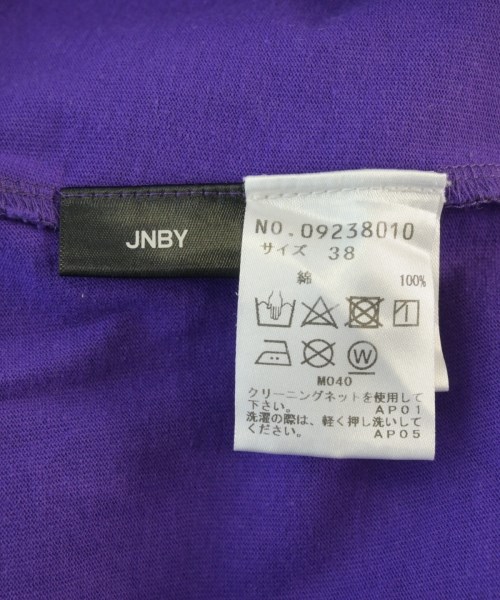 JNBY
NO.09238010
サイズ 38
綿 100%
W
M040
クリーニングネットを使用して
下さい。 AP01
洗濯の際は、軽く押し洗いして
ください。 AP05